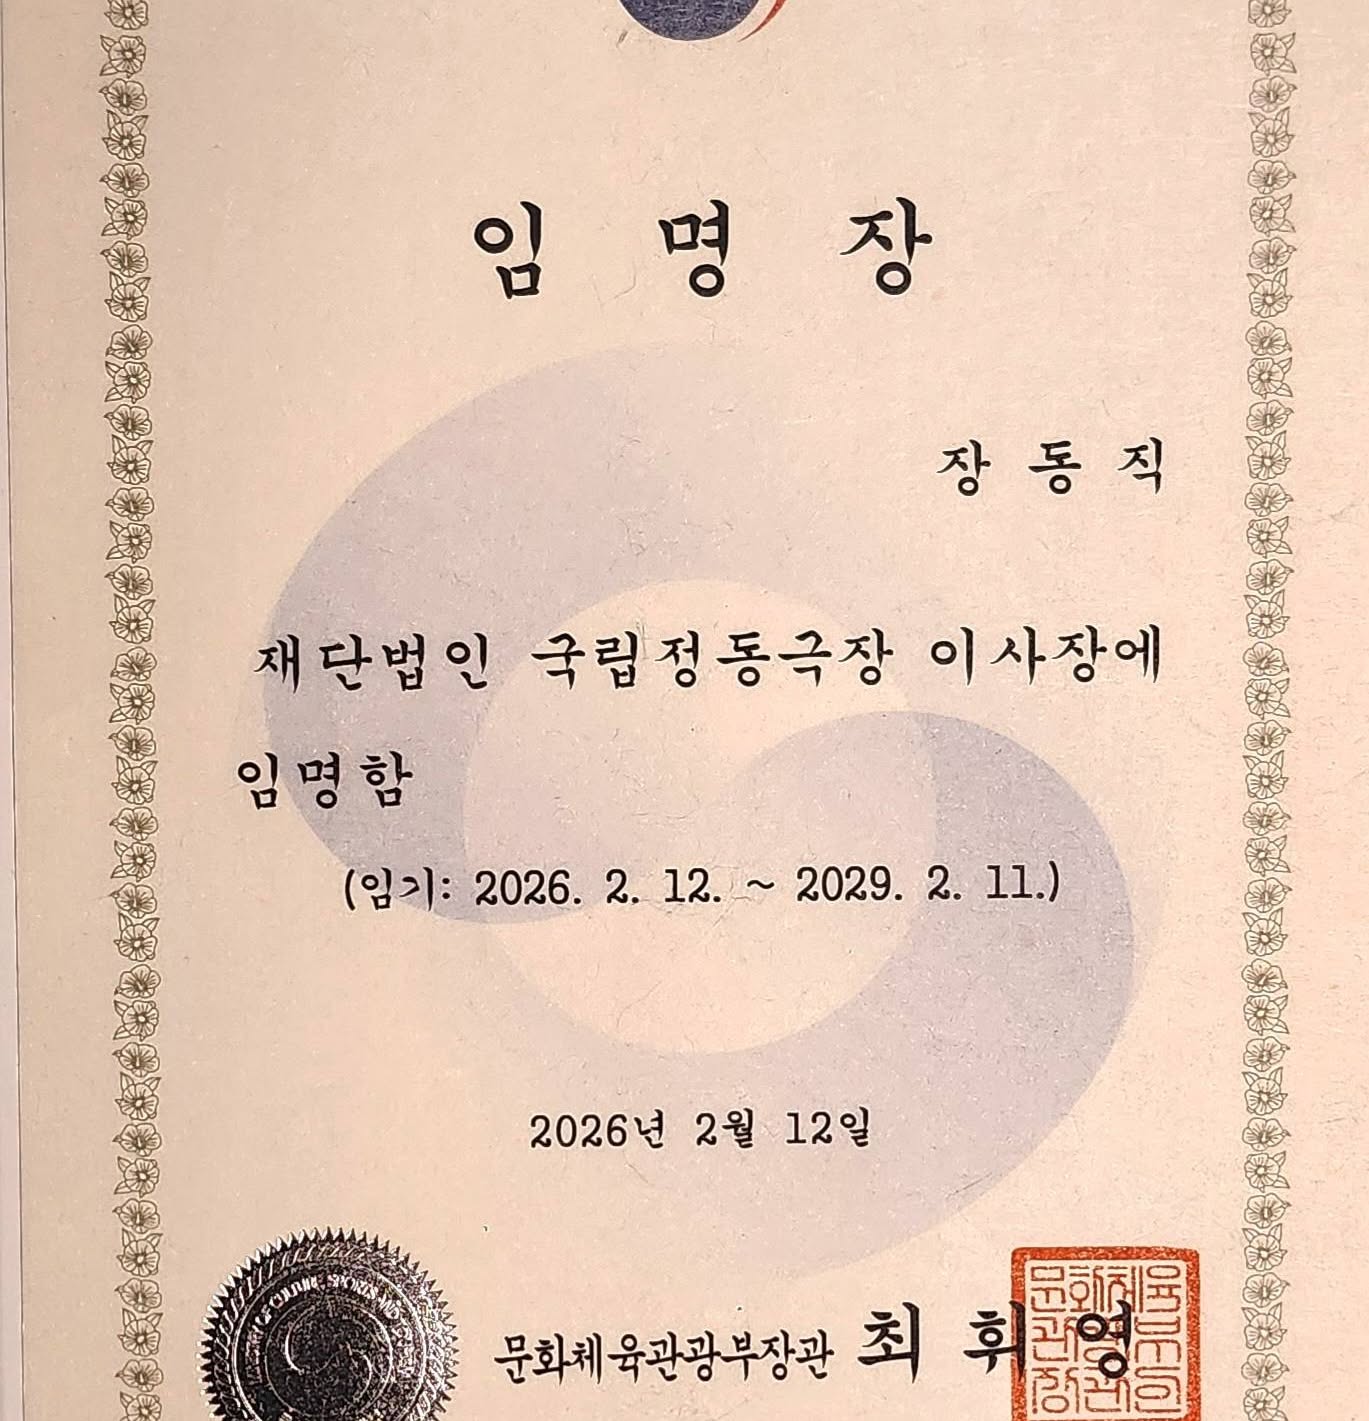 임 명 장
장 동 직
재단법인 국립정동극장 이사장에
임명함
(임기: 2026. 2. 12. ~ 2029. 2. 11.)
2026년 2월 12일
문화체육관광부장관 최 휘 영